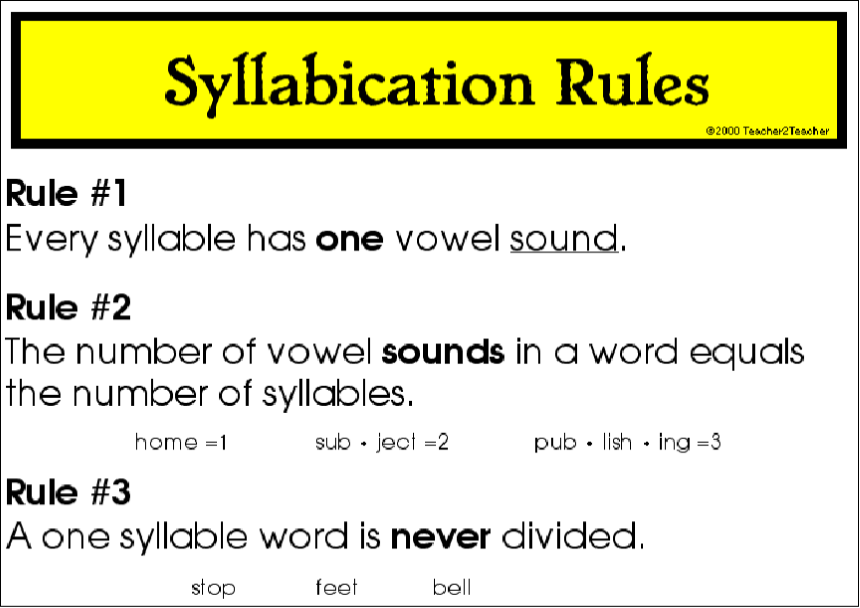 Syllabication Rules
©2000 Teacher2Teacher
Rule #1
Every syllable has one vowel sound.
Rule #2
The number of vowel sounds in a word equals
the number of syllables.
home =1 sub • ject =2 pub • lish • ing =3
Rule #3
A one syllable word is never divided.
stop feet bell